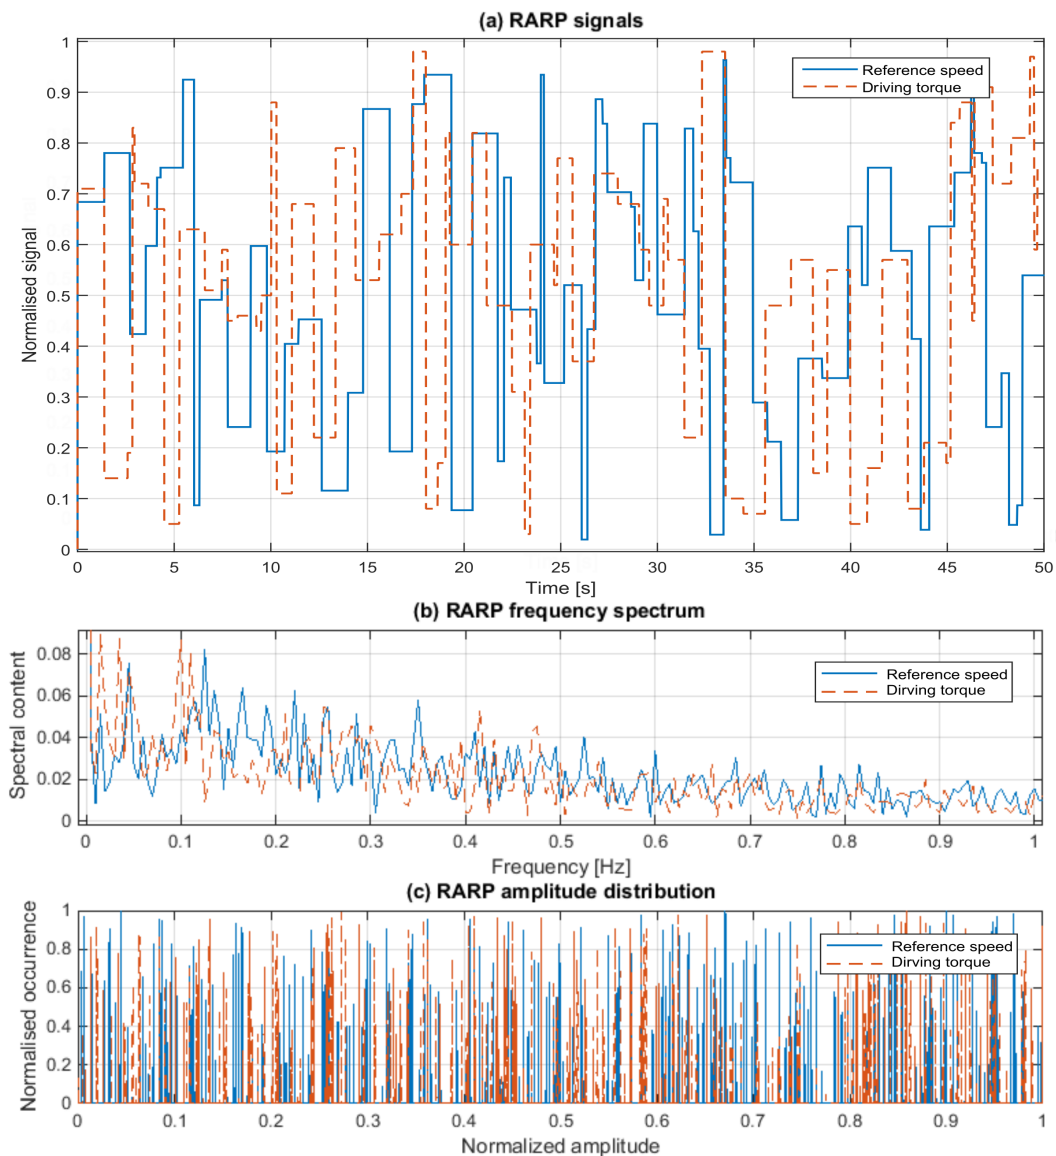 (a) RARP signals
1
0.9
0.8
0.7
0.6
0.5
0.4
0.3
0.2
0.1
0
Normalised signal
Reference speed
Driving torque
0 5 10 15 20 25 30 35 40 45 50
Time [s]
(b) RARP frequency spectrum
0.08
0.06
0.04
0.02
0
Spectral content
Reference speed
Dirving torque
0 0.1 0.2 0.3 0.4 0.5 0.6 0.7 0.8 0.9 1
Frequency [Hz]
(c) RARP amplitude distribution
1
0.8
0.6
0.4
0.2
0
Normalised occurrence
Reference speed
Dirving torque
0 0.1 0.2 0.3 0.4 0.5 0.6 0.7 0.8 0.9 1
Normalized amplitude